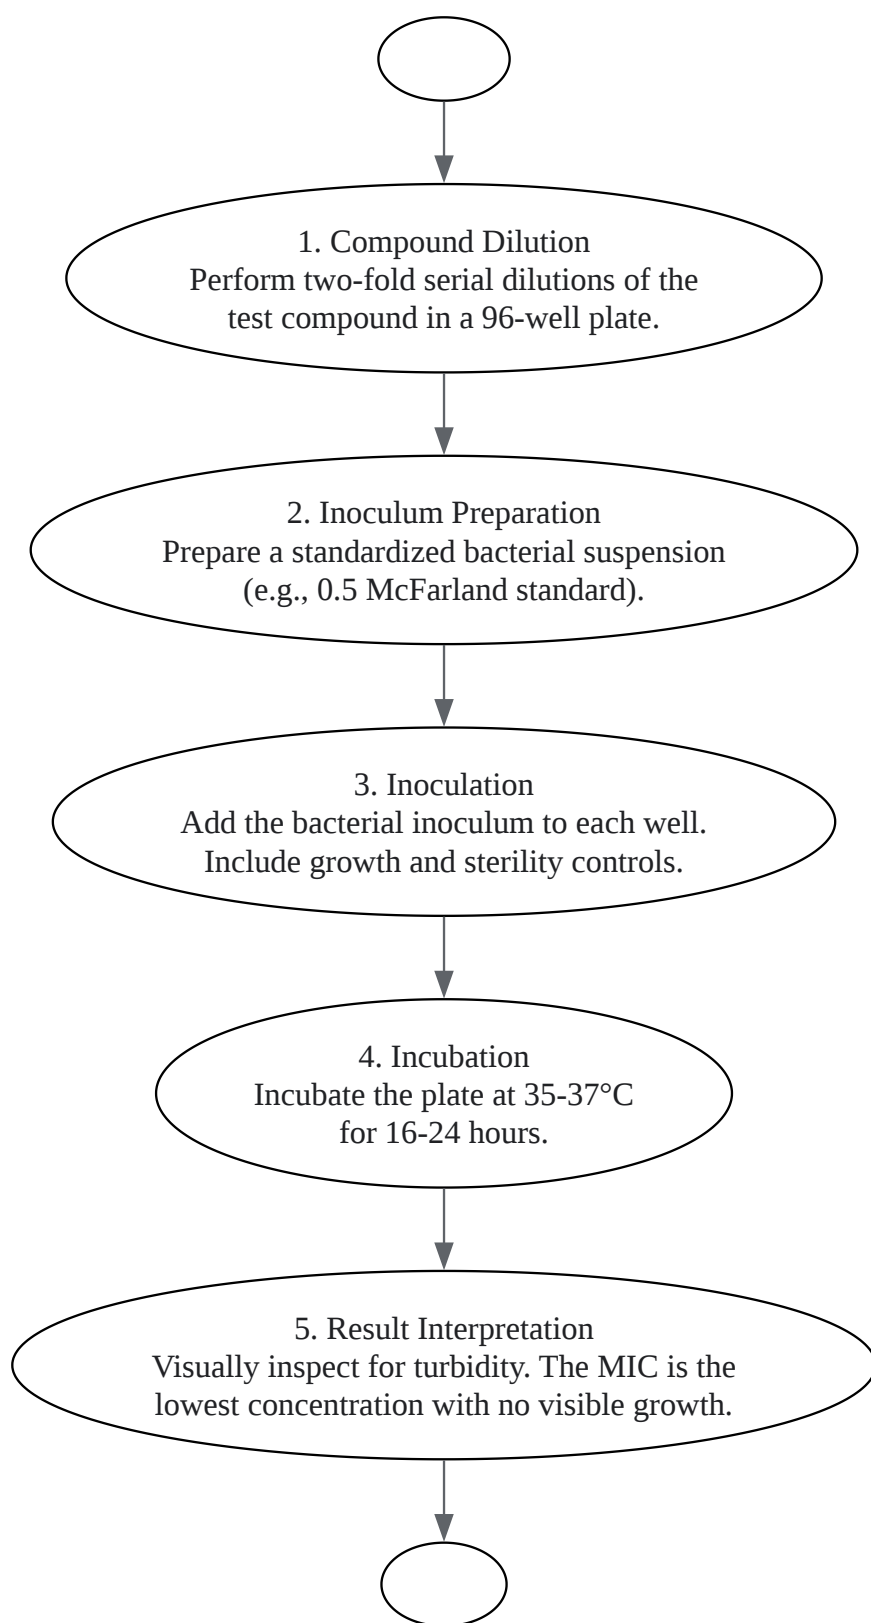 1. Compound Dilution
Perform two-fold serial dilutions of the
test compound in a 96-well plate.
2. Inoculum Preparation
Prepare a standardized bacterial suspension
(e.g., 0.5 McFarland standard).
3. Inoculation
Add the bacterial inoculum to each well.
Include growth and sterility controls.
4. Incubation
Incubate the plate at 35-37°C
for 16-24 hours.
5. Result Interpretation
Visually inspect for turbidity. The MIC is the
lowest concentration with no visible growth.